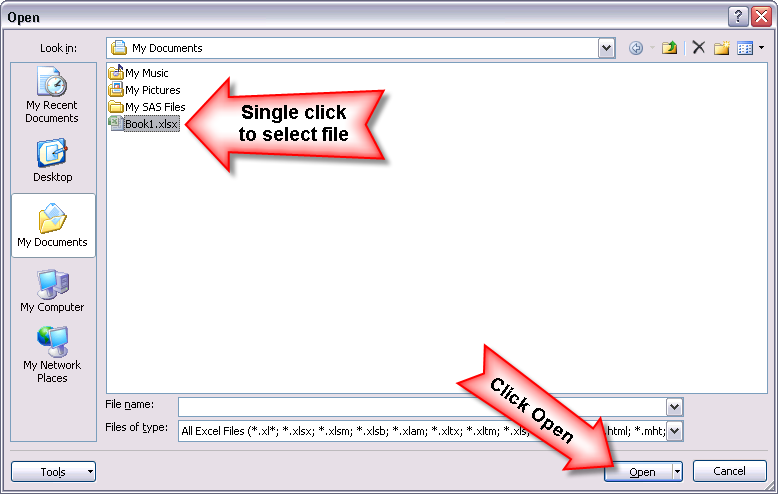 Open
Look in:
My Documents
My Recent
Documents
Desktop
My Documents
My Computer
My Network
Places
My Music
My Pictures
My SAS Files
Book1.xlsx
Single click
to select file
Click Open
File name:
Files of type:
All Excel Files (*.xl*; *.xlsx; *.xlsm; *.xlsb; *.xlam; *.xltx; *.xltm; *.xls; html; *.mht;
Tools
Open
Cancel